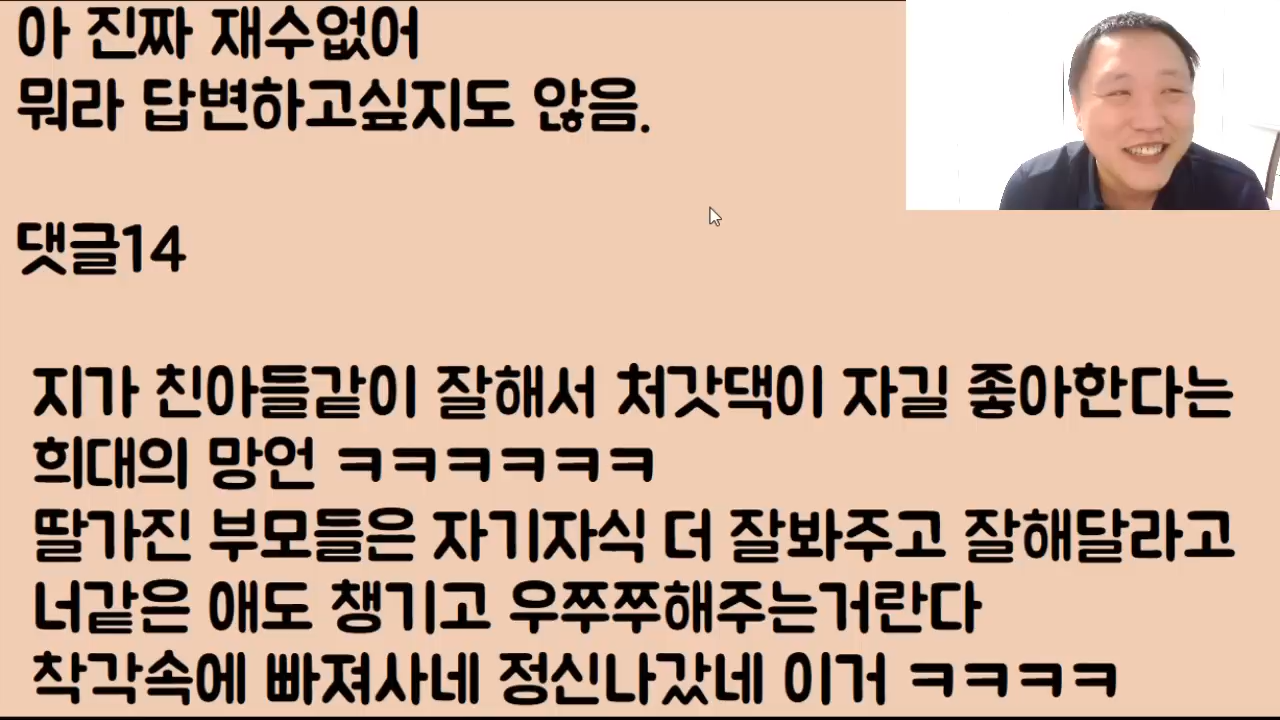 아 진짜 재수없어
뭐라 답변하고싶지도 않음.
댓글14
지가 친아들같이 잘해서 처갓댁이 자길 좋아한다는
희대의 망언 ㅋㅋㅋㅋㅋㅋ
딸가진 부모들은 자기자식 더 잘봐주고 잘해달라고
너같은 애도 챙기고 우쭈쭈해주는거란다
착각속에 빠져사네 정신나갔네 이거 ㅋㅋㅋㅋ